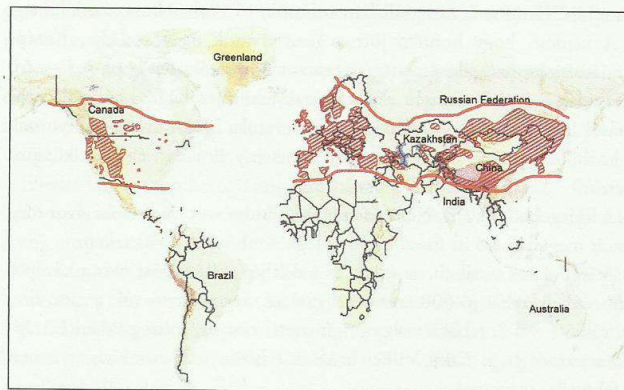 Greenland
Canada
Russian Federation
Kazakhstan
China
India
Brazil
Australia